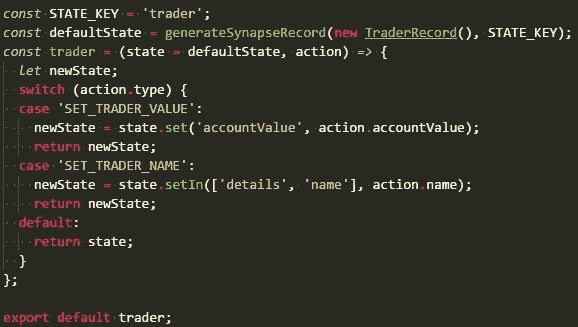 const STATE_KEY = 'trader';
const defaultState = generateSynapseRecord(new TraderRecord(), STATE_KEY);
const trader = (state = defaultState, action) => {
  let newState;
  switch (action.type) {
  case 'SET_TRADER_VALUE':
    newState = state.set('accountValue', action.accountValue);
    return newState;
  case 'SET_TRADER_NAME':
    newState = state.setIn(['details', 'name'], action.name);
    return newState;
  default:
    return state;
  }
};

export default trader;